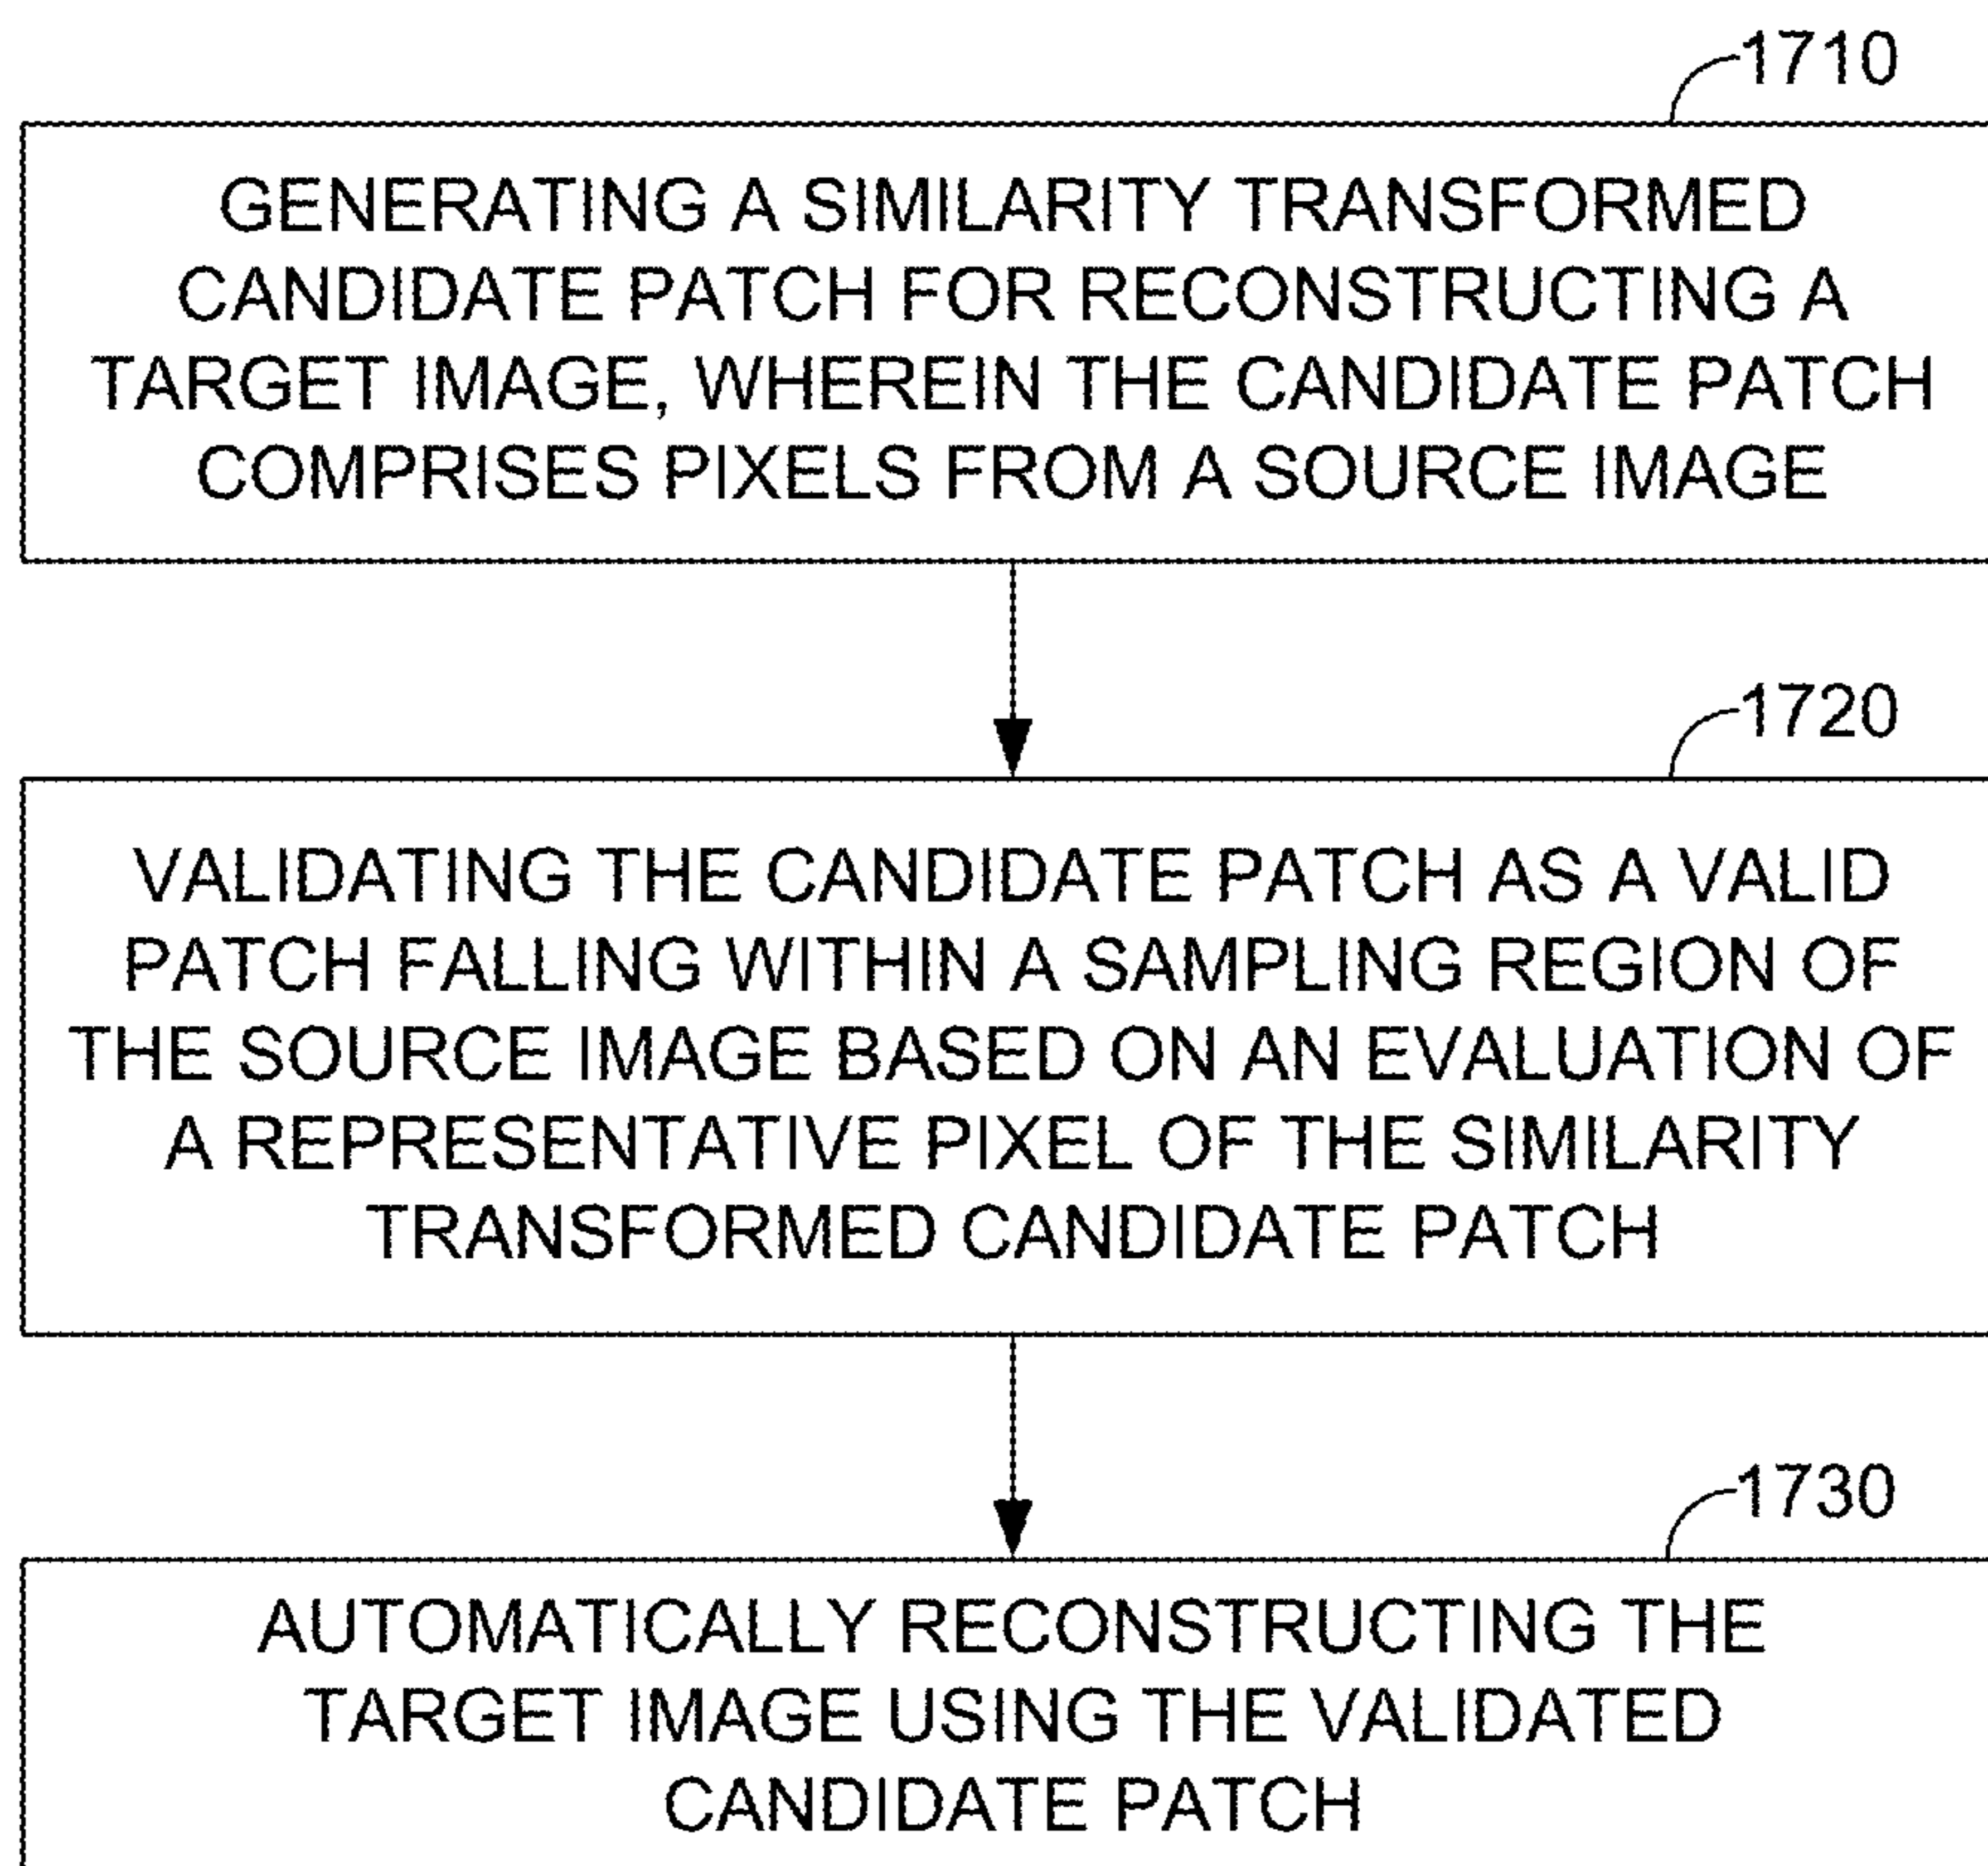 1710
GENERATING A SIMILARITY TRANSFORMED
CANDIDATE PATCH FOR RECONSTRUCTING A
TARGET IMAGE, WHEREIN THE CANDIDATE PATCH
COMPRISES PIXELS FROM A SOURCE IMAGE
1720
VALIDATING THE CANDIDATE PATCH AS A VALID
PATCH FALLING WITHIN A SAMPLING REGION OF
THE SOURCE IMAGE BASED ON AN EVALUATION OF
A REPRESENTATIVE PIXEL OF THE SIMILARITY
TRANSFORMED CANDIDATE PATCH
1730
AUTOMATICALLY RECONSTRUCTING THE
TARGET IMAGE USING THE VALIDATED
CANDIDATE PATCH